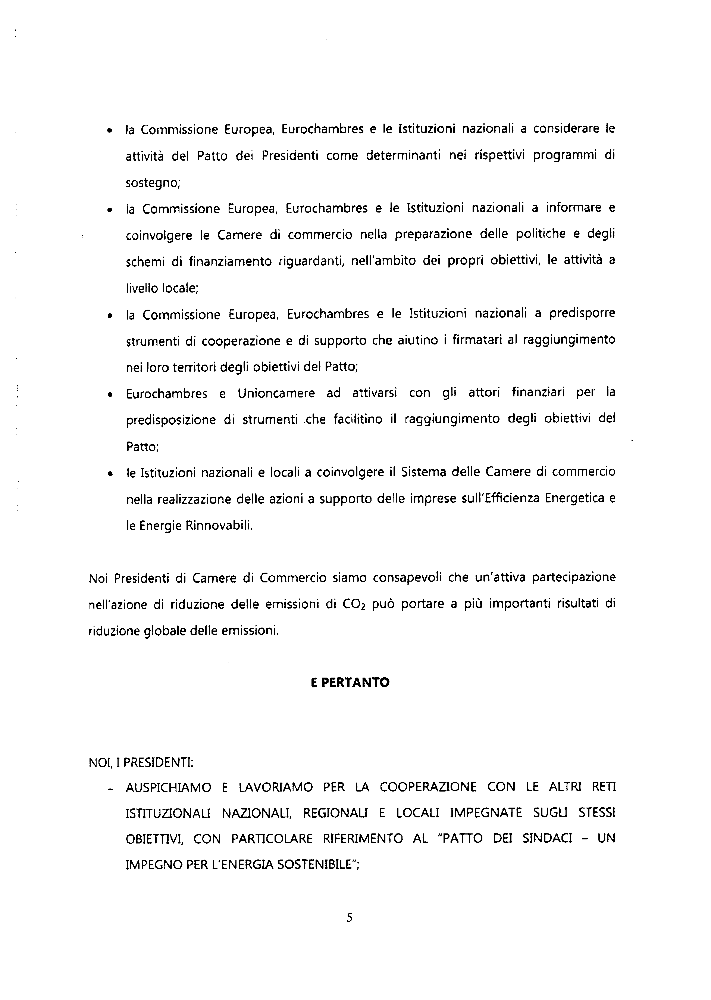 • la Commissione Europea, Eurochambres e le Istituzioni nazionali a considerare le
attività del Patto dei Presidenti come determinanti nei rispettivi programmi di
sostegno;
• la Commissione Europea, Eurochambres e le Istituzioni nazionali a informare e
coinvolgere le Camere di commercio nella preparazione delle politiche e degli
schemi di finanziamento riguardanti, nell'ambito dei propri obiettivi, le attività a
livello locale;
• la Commissione Europea, Eurochambres e le Istituzioni nazionali a predisporre
strumenti di cooperazione e di supporto che aiutino i firmatari al raggiungimento
nei loro territori degli obiettivi del Patto;
• Eurochambres e Unioncamere ad attivarsi con gli attori finanziari per la
predisposizione di strumenti che facilitino il raggiungimento degli obiettivi del
Patto;
• le Istituzioni nazionali e locali a coinvolgere il Sistema delle Camere di commercio
nella realizzazione delle azioni a supporto delle imprese sull'Efficienza Energetica e
le Energie Rinnovabili.
Noi Presidenti di Camere di Commercio siamo consapevoli che un'attiva partecipazione
nell'azione di riduzione delle emissioni di CO₂ può portare a più importanti risultati di
riduzione globale delle emissioni.
E PERTANTO
NOI, I PRESIDENTI:
- AUSPICHIAMO E LAVORIAMO PER LA COOPERAZIONE CON LE ALTRI RETI
ISTITUZIONALI NAZIONALI, REGIONALI E LOCALI IMPEGNATE SUGLI STESSI
OBIETTIVI, CON PARTICOLARE RIFERIMENTO AL "PATTO DEI SINDACI – UN
IMPEGNO PER L'ENERGIA SOSTENIBILE";
5